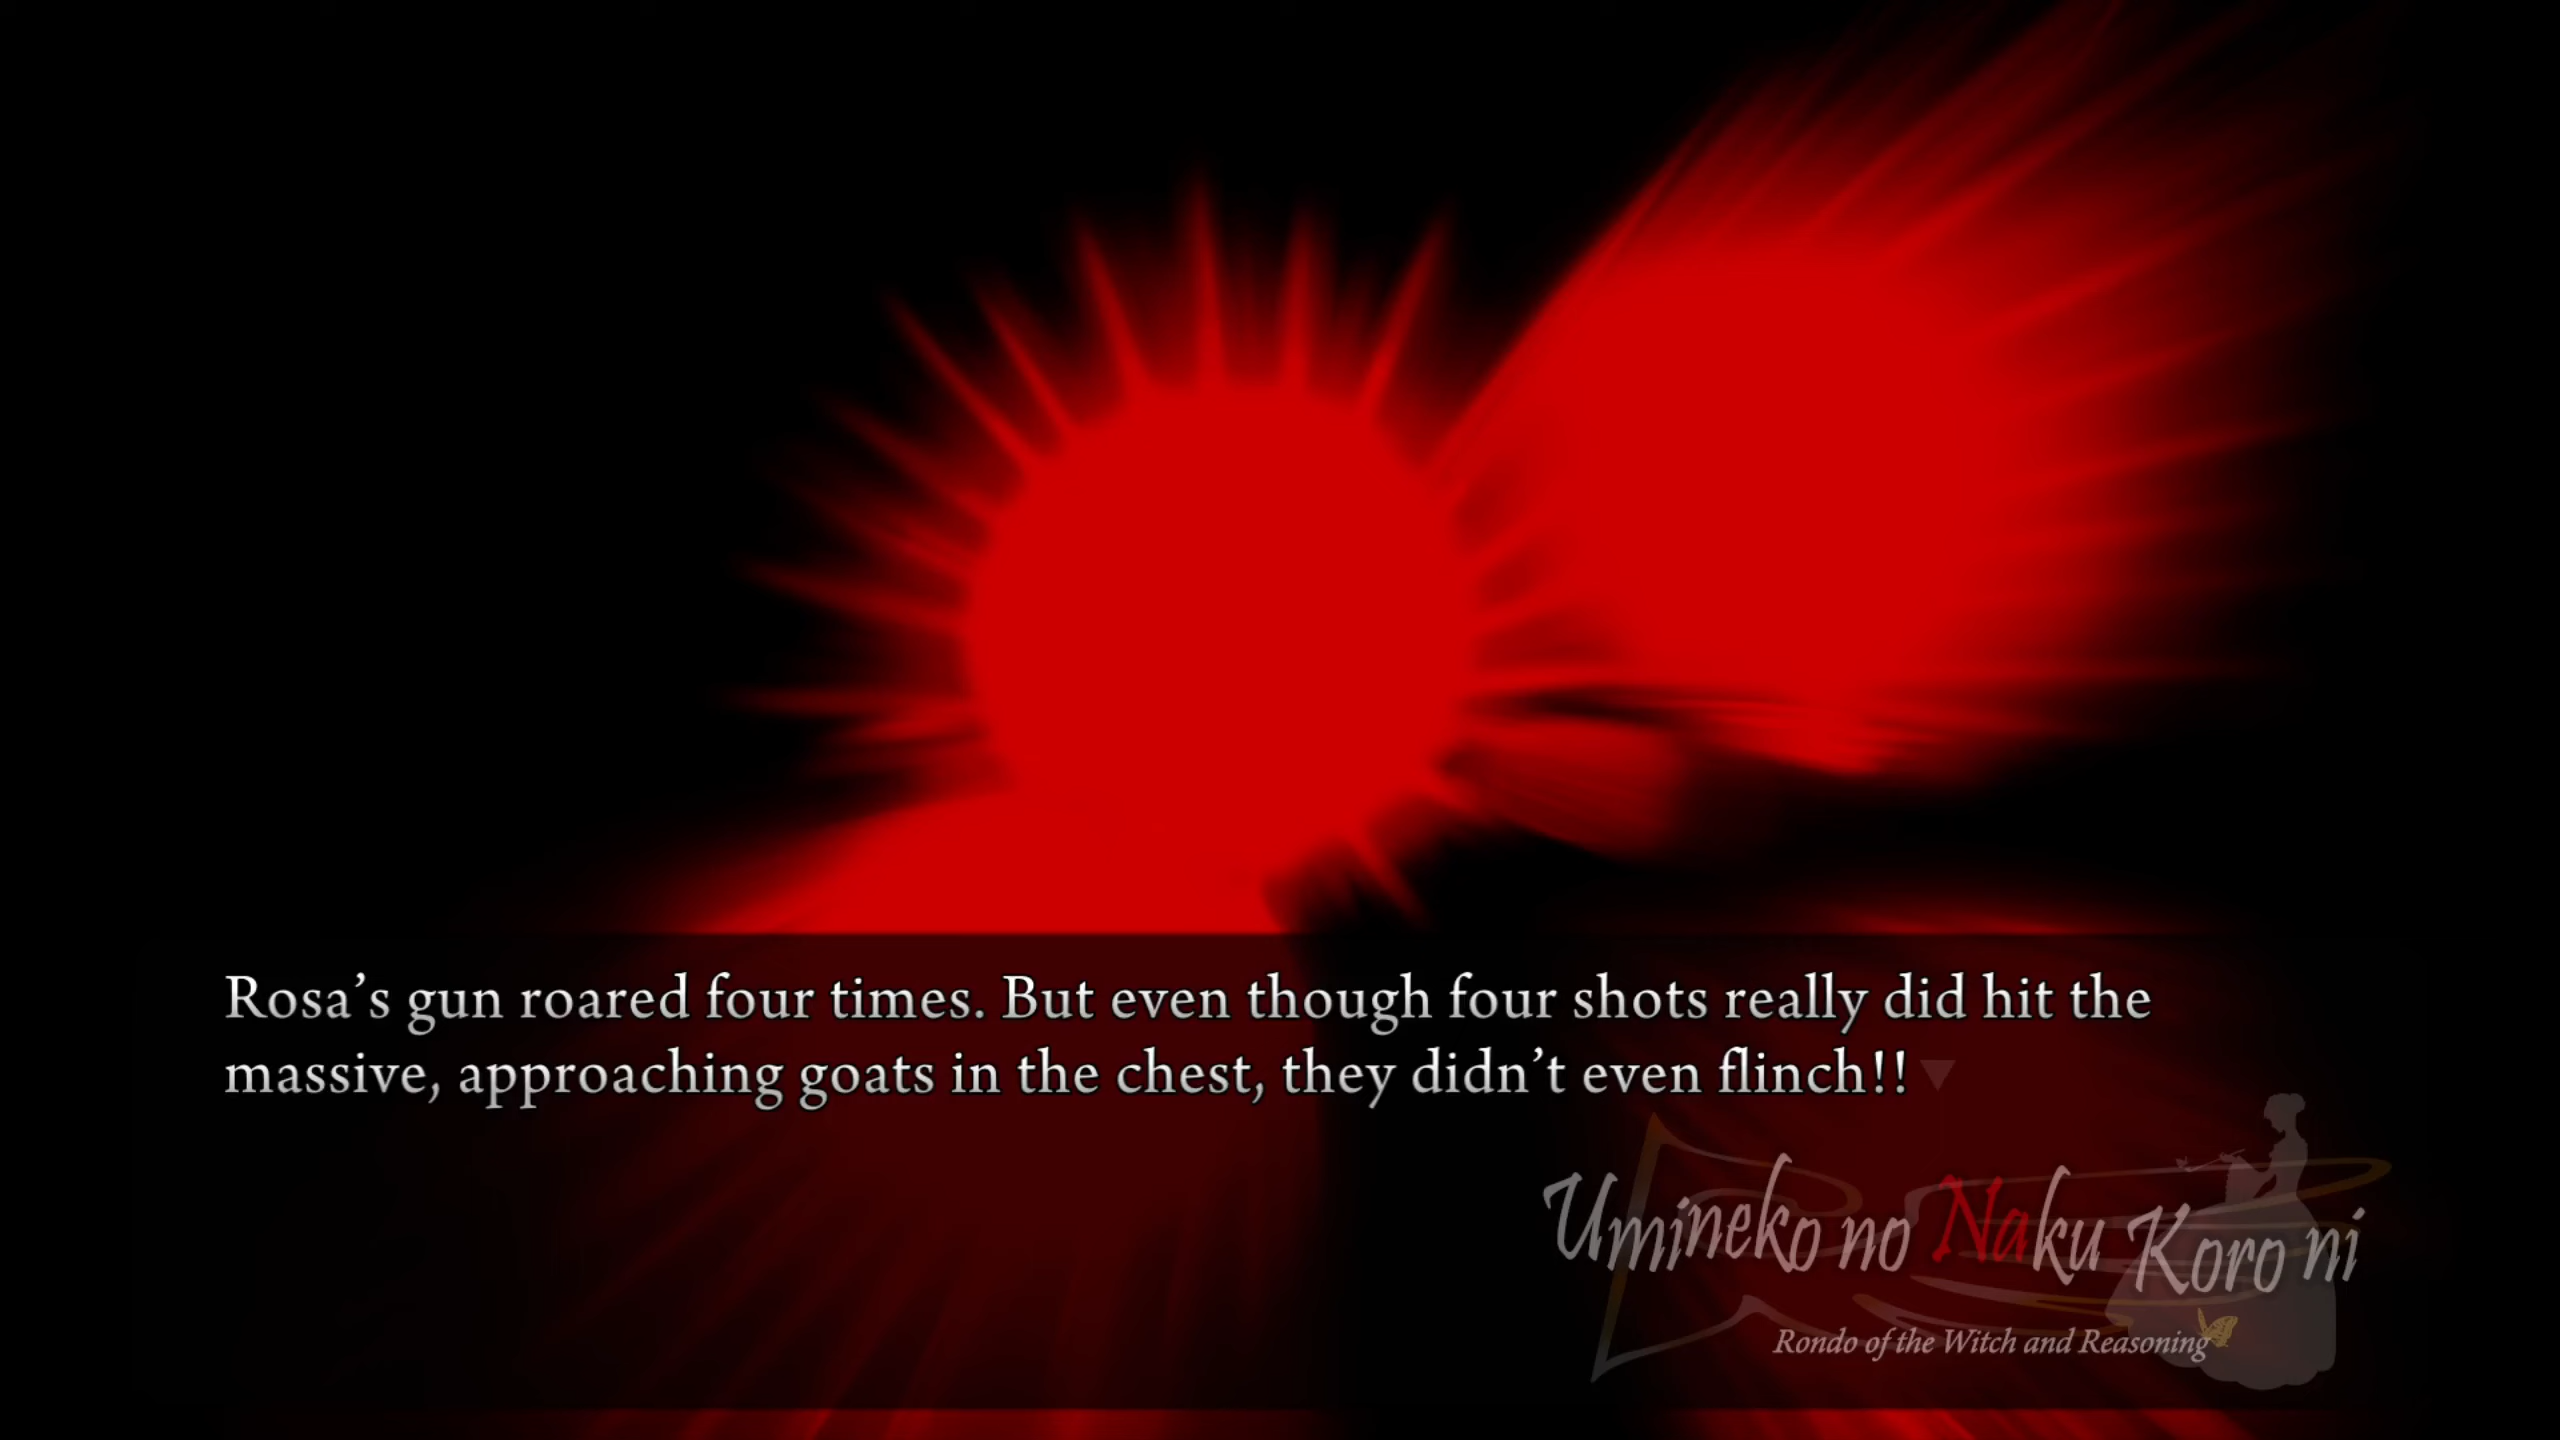 Rosa’s gun roared four times. But even though four shots really did hit the
massive, approaching goats in the chest, they didn’t even flinch!!
Umineko no Naku Koro ni
Rondo of the Witch and Reasoning